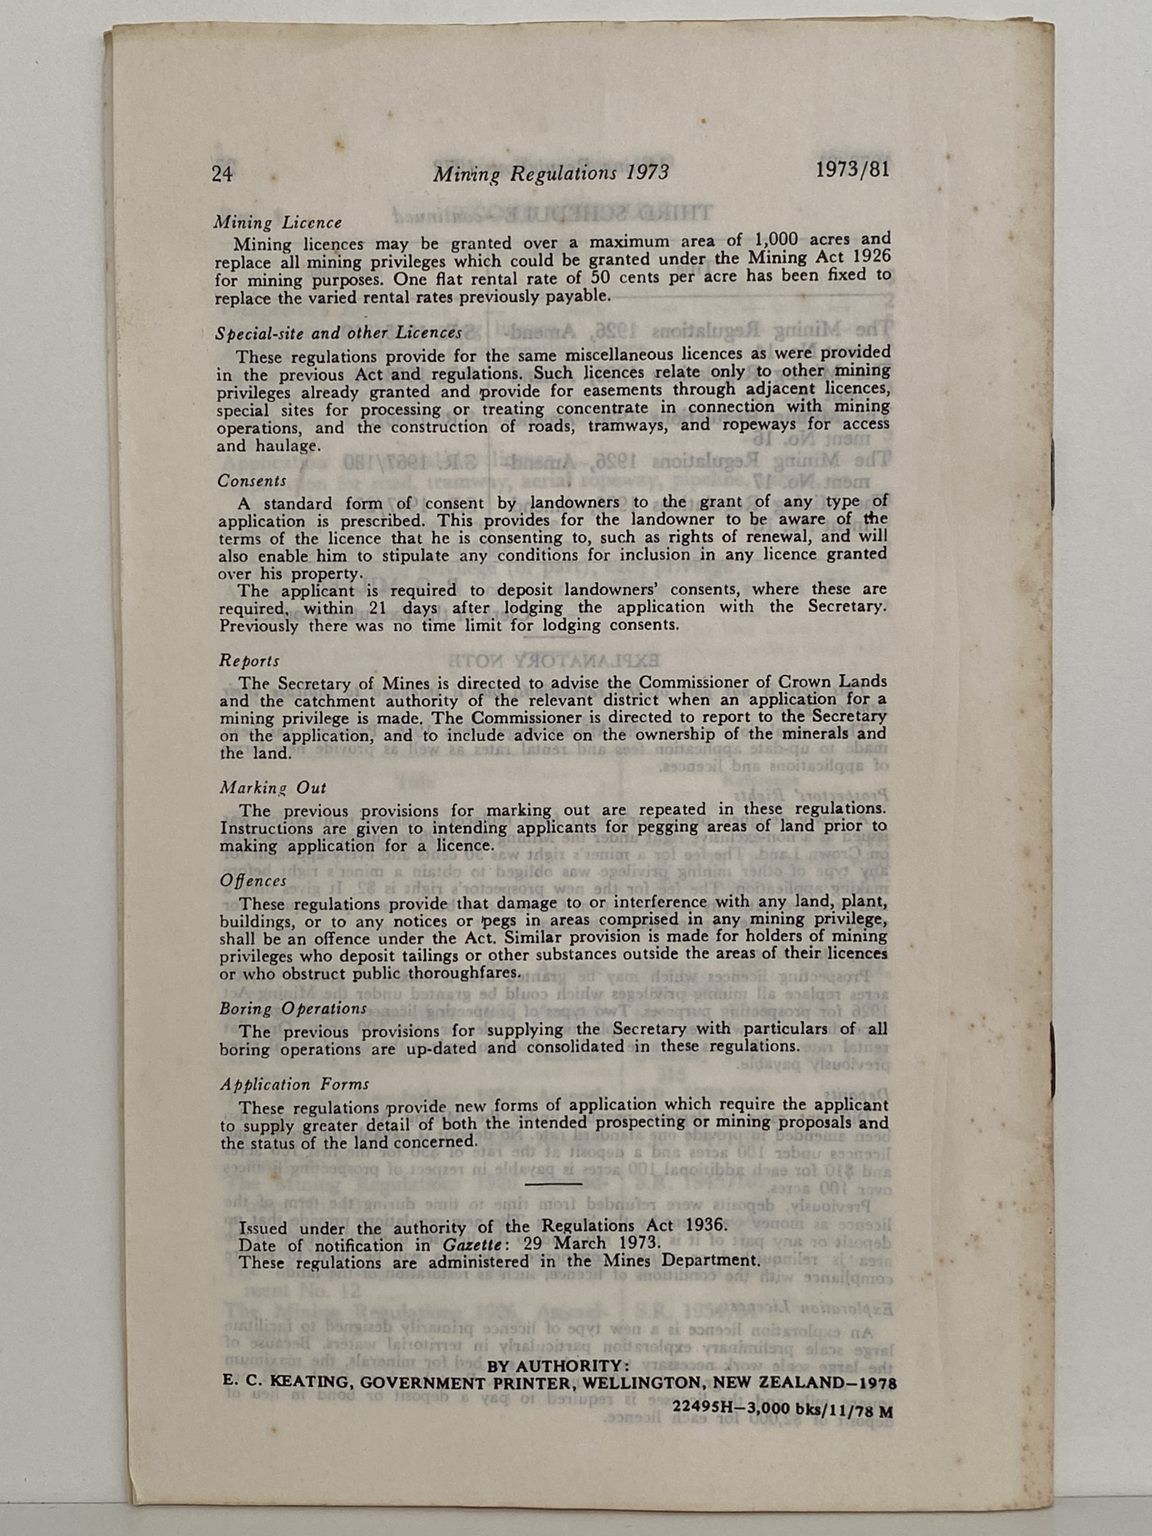 24 Mining Regulations 1973 1973/81
Mining Licence
Mining licences may be granted over a maximum area of 1,000 acres and
replace all mining privileges which could be granted under the Mining Act 1926
for mining purposes. One flat rental rate of 50 cents per acre has been fixed to
replace the varied rental rates previously payable.
Special-site and other Licences
These regulations provide for the same miscellaneous licences as were provided
in the previous Act and regulations. Such licences relate only to other mining
privileges already granted and provide for easements through adjacent licences,
special sites for processing or treating concentrate in connection with mining
operations, and the construction of roads, tramways, and ropeways for access
and haulage.
Consents
A standard form of consent by landowners to the grant of any type of
application is prescribed. This provides for the landowner to be aware of the
terms of the licence that he is consenting to, such as rights of renewal, and will
also enable him to stipulate any conditions for inclusion in any licence granted
over his property.
The applicant is required to deposit landowners' consents, where these are
required, within 21 days after lodging the application with the Secretary.
Previously there was no time limit for lodging consents.
Reports
The Secretary of Mines is directed to advise the Commissioner of Crown Lands
and the catchment authority of the relevant district when an application for a
mining privilege is made. The Commissioner is directed to report to the Secretary
on the application, and to include advice on the ownership of the minerals and
the land.
Marking Out
The previous provisions for marking out are repeated in these regulations.
Instructions are given to intending applicants for pegging areas of land prior to
making application for a licence.
Offences
These regulations provide that damage to or interference with any land, plant,
buildings, or to any notices or pegs in areas comprised in any mining privilege,
shall be an offence under the Act. Similar provision is made for holders of mining
privileges who deposit tailings or other substances outside the areas of their licences
or who obstruct public thoroughfares.
Boring Operations
The previous provisions for supplying the Secretary with particulars of all
boring operations are up-dated and consolidated in these regulations.
Application Forms
These regulations provide new forms of application which require the applicant
to supply greater detail of both the intended prospecting or mining proposals and
the status of the land concerned.
Issued under the authority of the Regulations Act 1936.
Date of notification in Gazette: 29 March 1973.
These regulations are administered in the Mines Department.
BY AUTHORITY:
E. C. KEATING, GOVERNMENT PRINTER, WELLINGTON, NEW ZEALAND—1978
22495H—3,000 bks/11/78 M